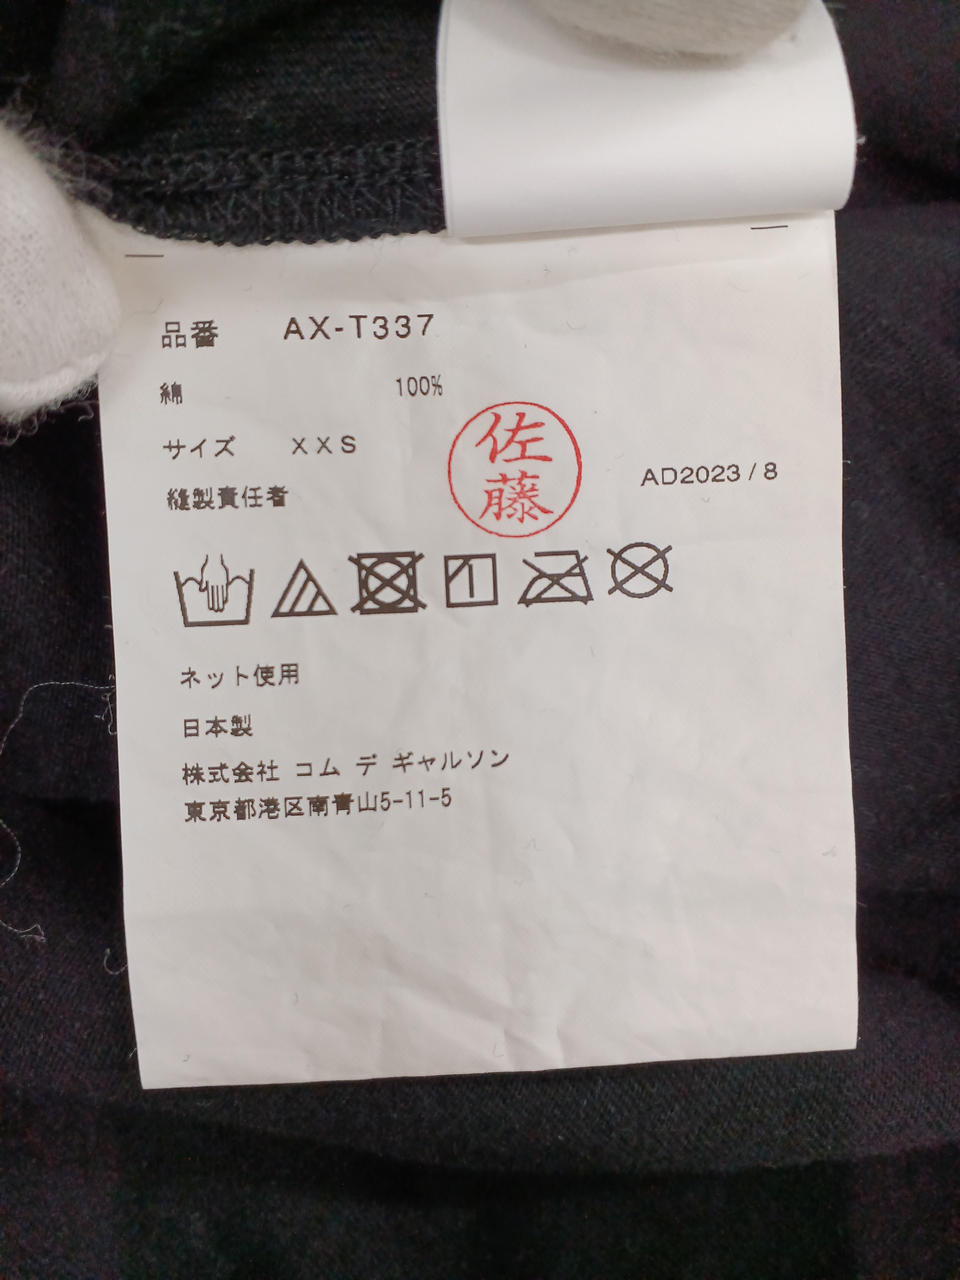 品番 AX-T337
綿 100%
サイズ XXS
縫製責任者 佐藤 AD2023/8
ネット使用
日本製
株式会社 コム デ ギャルソン
東京都港区南青山5-11-5